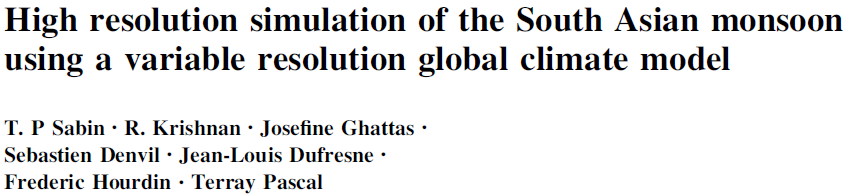 High resolution simulation of the South Asian monsoon
using a variable resolution global climate model
T. P Sabin · R. Krishnan · Josefine Ghattas ·
Sebastien Denvil · Jean-Louis Dufresne ·
Frederic Hourdin · Terray Pascal